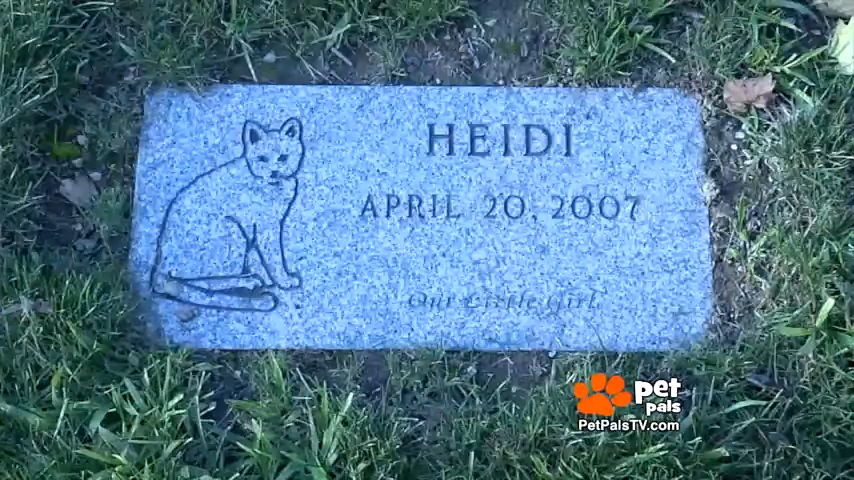 HEIDI
APRIL 20, 2007
Our Little Girl
pet
pals
PetPalsTV.com